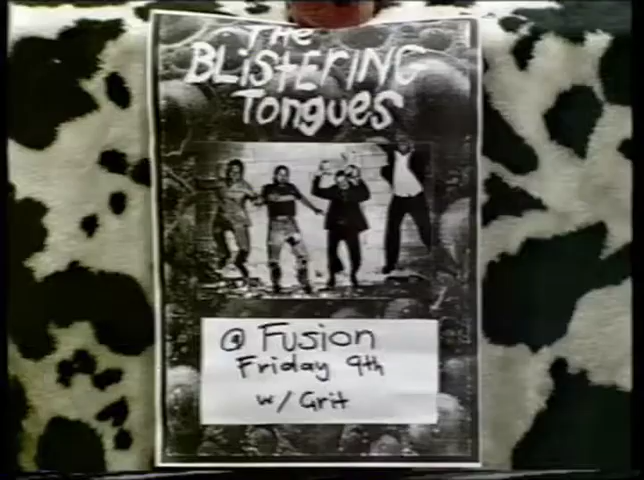 The
BLiSTERING
Tongues
@ Fusion
Friday 9th
w/ Grit